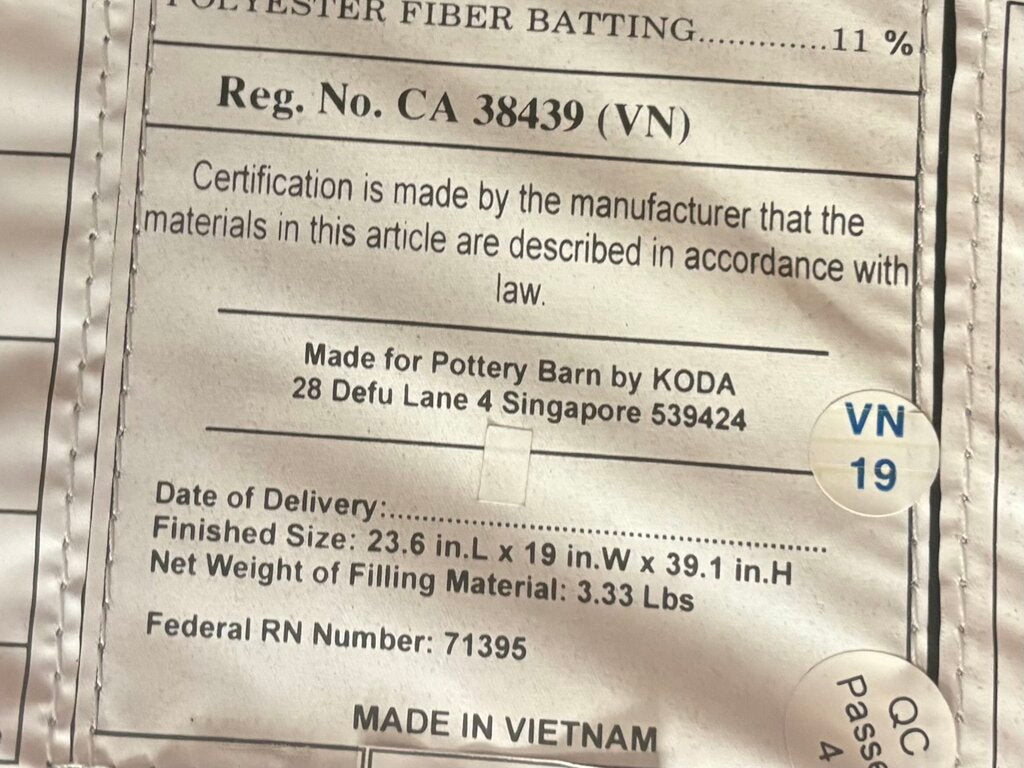 POLYESTER FIBER BATTING.............11 %
Reg. No. CA 38439 (VN)
Certification is made by the manufacturer that the
materials in this article are described in accordance with
law.
Made for Pottery Barn by KODA
28 Defu Lane 4 Singapore 539424
VN
19
Date of Delivery:......................................................
Finished Size: 23.6 in.L x 19 in.W x 39.1 in.H
Net Weight of Filling Material: 3.33 Lbs
Federal RN Number: 71395
MADE IN VIETNAM
QC
Passe
4